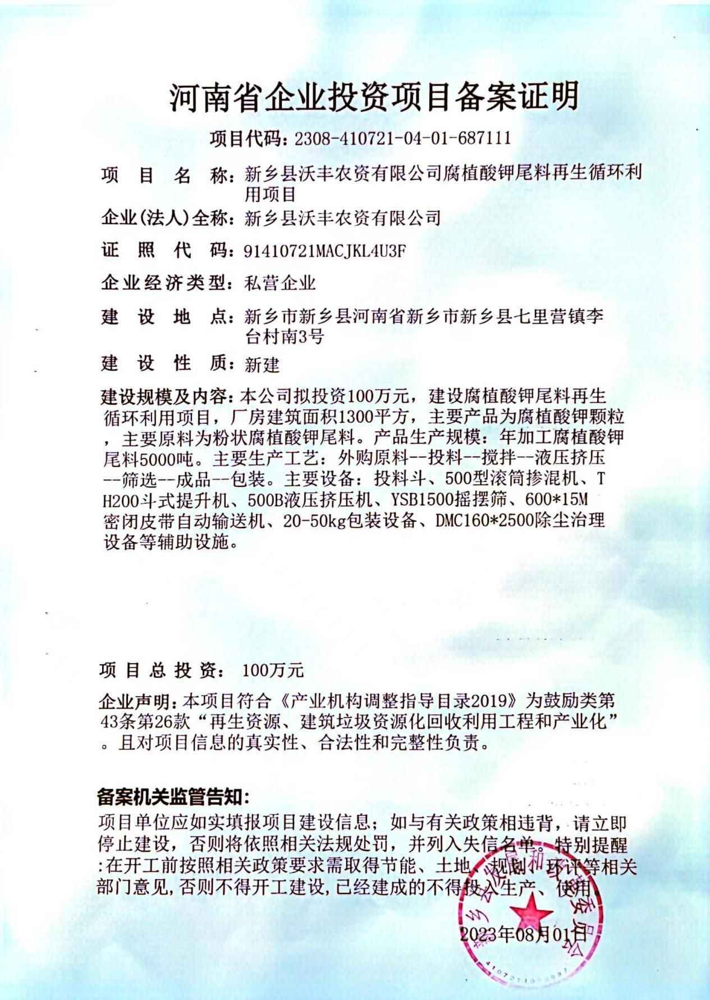 河南省企业投资项目备案证明
项目代码: 2308-410721-04-01-687111
项目名称: 新乡县沃丰农资有限公司腐植酸钾尾料再生循环利
用项目
企业(法人)全称: 新乡县沃丰农资有限公司
证照代码: 91410721MACJKL4U3F
企业经济类型: 私营企业
建设地点: 新乡市新乡县河南省新乡市新乡县七里营镇李
台村南3号
建设性质: 新建
建设规模及内容: 本公司拟投资100万元，建设腐植酸钾尾料再生
循环利用项目，厂房建筑面积1300平方，主要产品为腐植酸钾颗粒
，主要原料为粉状腐植酸钾尾料。产品生产规模：年加工腐植酸钾
尾料5000吨。主要生产工艺：外购原料--投料--搅拌--液压挤压
--筛选--成品--包装。主要设备：投料斗、500型滚筒掺混机、T
H200斗式提升机、500B液压挤压机、YSB1500摇摆筛、600*15M
密闭皮带自动输送机、20-50kg包装设备、DMC160*2500除尘治理
设备等辅助设施。
项目总投资: 100万元
企业声明: 本项目符合《产业机构调整指导目录2019》为鼓励类第
43条第26款“再生资源、建筑垃圾资源化回收利用工程和产业化”
。且对项目信息的真实性、合法性和完整性负责。
备案机关监管告知:
项目单位应如实填报项目建设信息；如与有关政策相违背，请立即
停止建设，否则将依照相关法规处罚，并列入失信名单。特别提醒
:在开工前按照相关政策要求需取得节能、土地、规划、环评等相关
部门意见,否则不得开工建设,已经建成的不得投入生产、使用。
新乡县发展和改革委员会
2023年08月01日